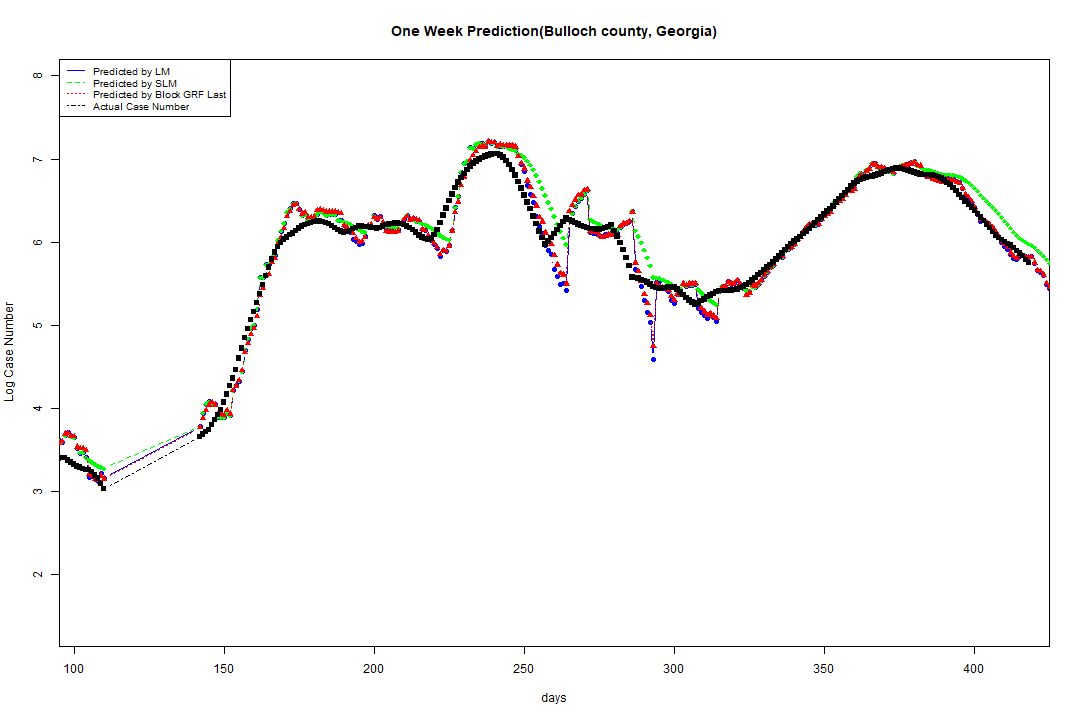 One Week Prediction(Bulloch county, Georgia)
Predicted by LM
Predicted by SLM
Predicted by Block GRF Last
Actual Case Number
8
7
6
5
4
3
2
Log Case Number
100 150 200 250 300 350 400
days